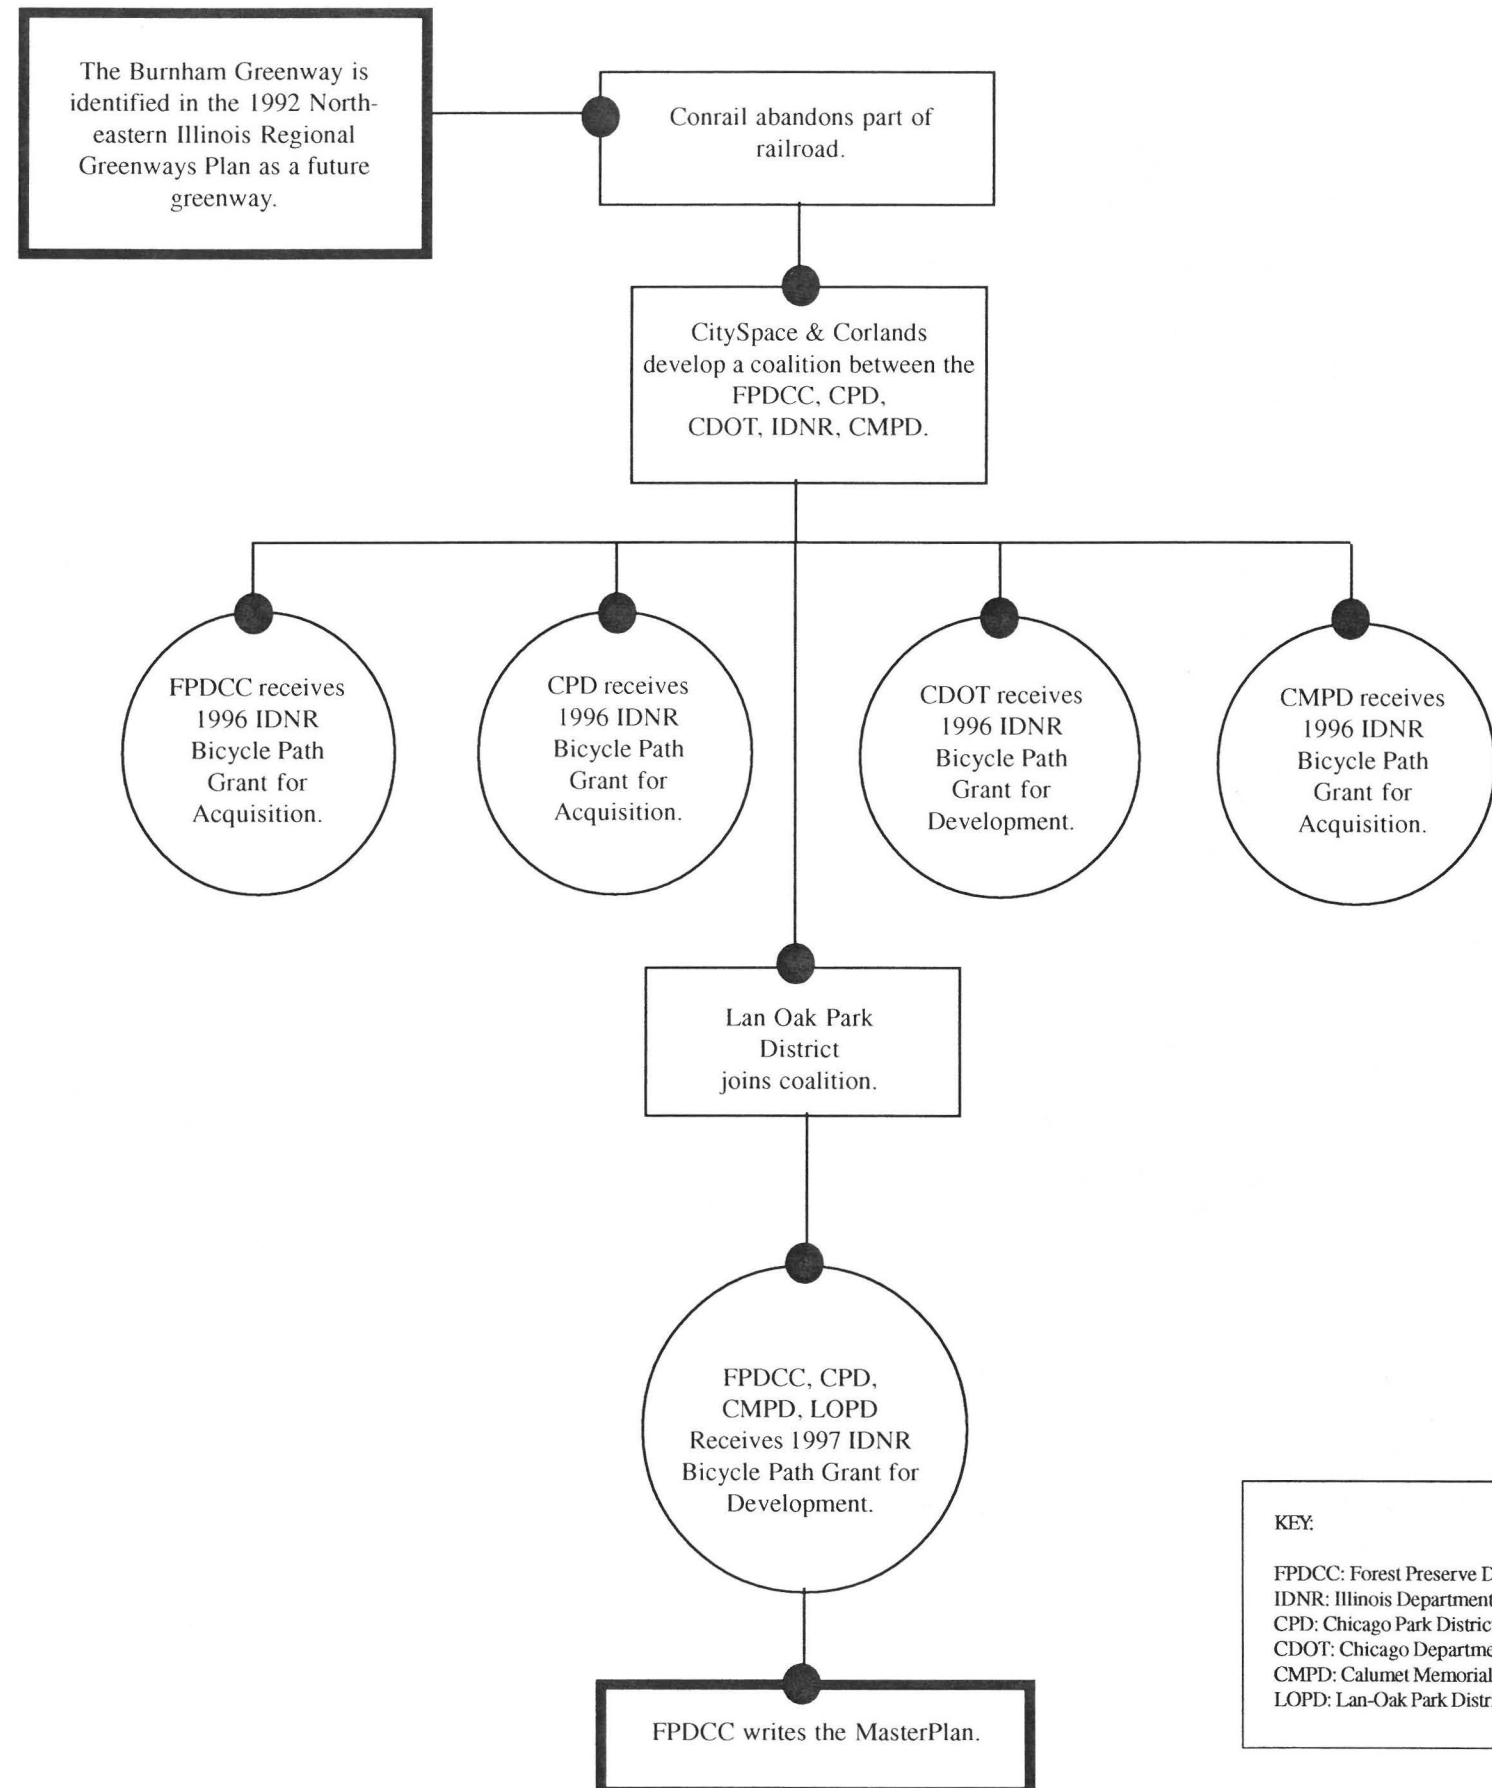 The Burnham Greenway is
identified in the 1992 North-
eastern Illinois Regional
Greenways Plan as a future
greenway.
Conrail abandons part of
railroad.
CitySpace & Corlands
develop a coalition between the
FPDCC, CPD,
CDOT, IDNR, CMPD.
FPDCC receives
1996 IDNR
Bicycle Path
Grant for
Acquisition.
CPD receives
1996 IDNR
Bicycle Path
Grant for
Acquisition.
CDOT receives
1996 IDNR
Bicycle Path
Grant for
Development.
CMPD receives
1996 IDNR
Bicycle Path
Grant for
Acquisition.
Lan Oak Park
District
joins coalition.
FPDCC, CPD,
CMPD, LOPD
Receives 1997 IDNR
Bicycle Path Grant for
Development.
FPDCC writes the MasterPlan.
KEY:
FPDCC: Forest Preserve
IDNR: Illinois Department
CPD: Chicago Park
CDOT: Chicago
CMPD: Calumet Memorial
LOPD: Lan-Oak Park